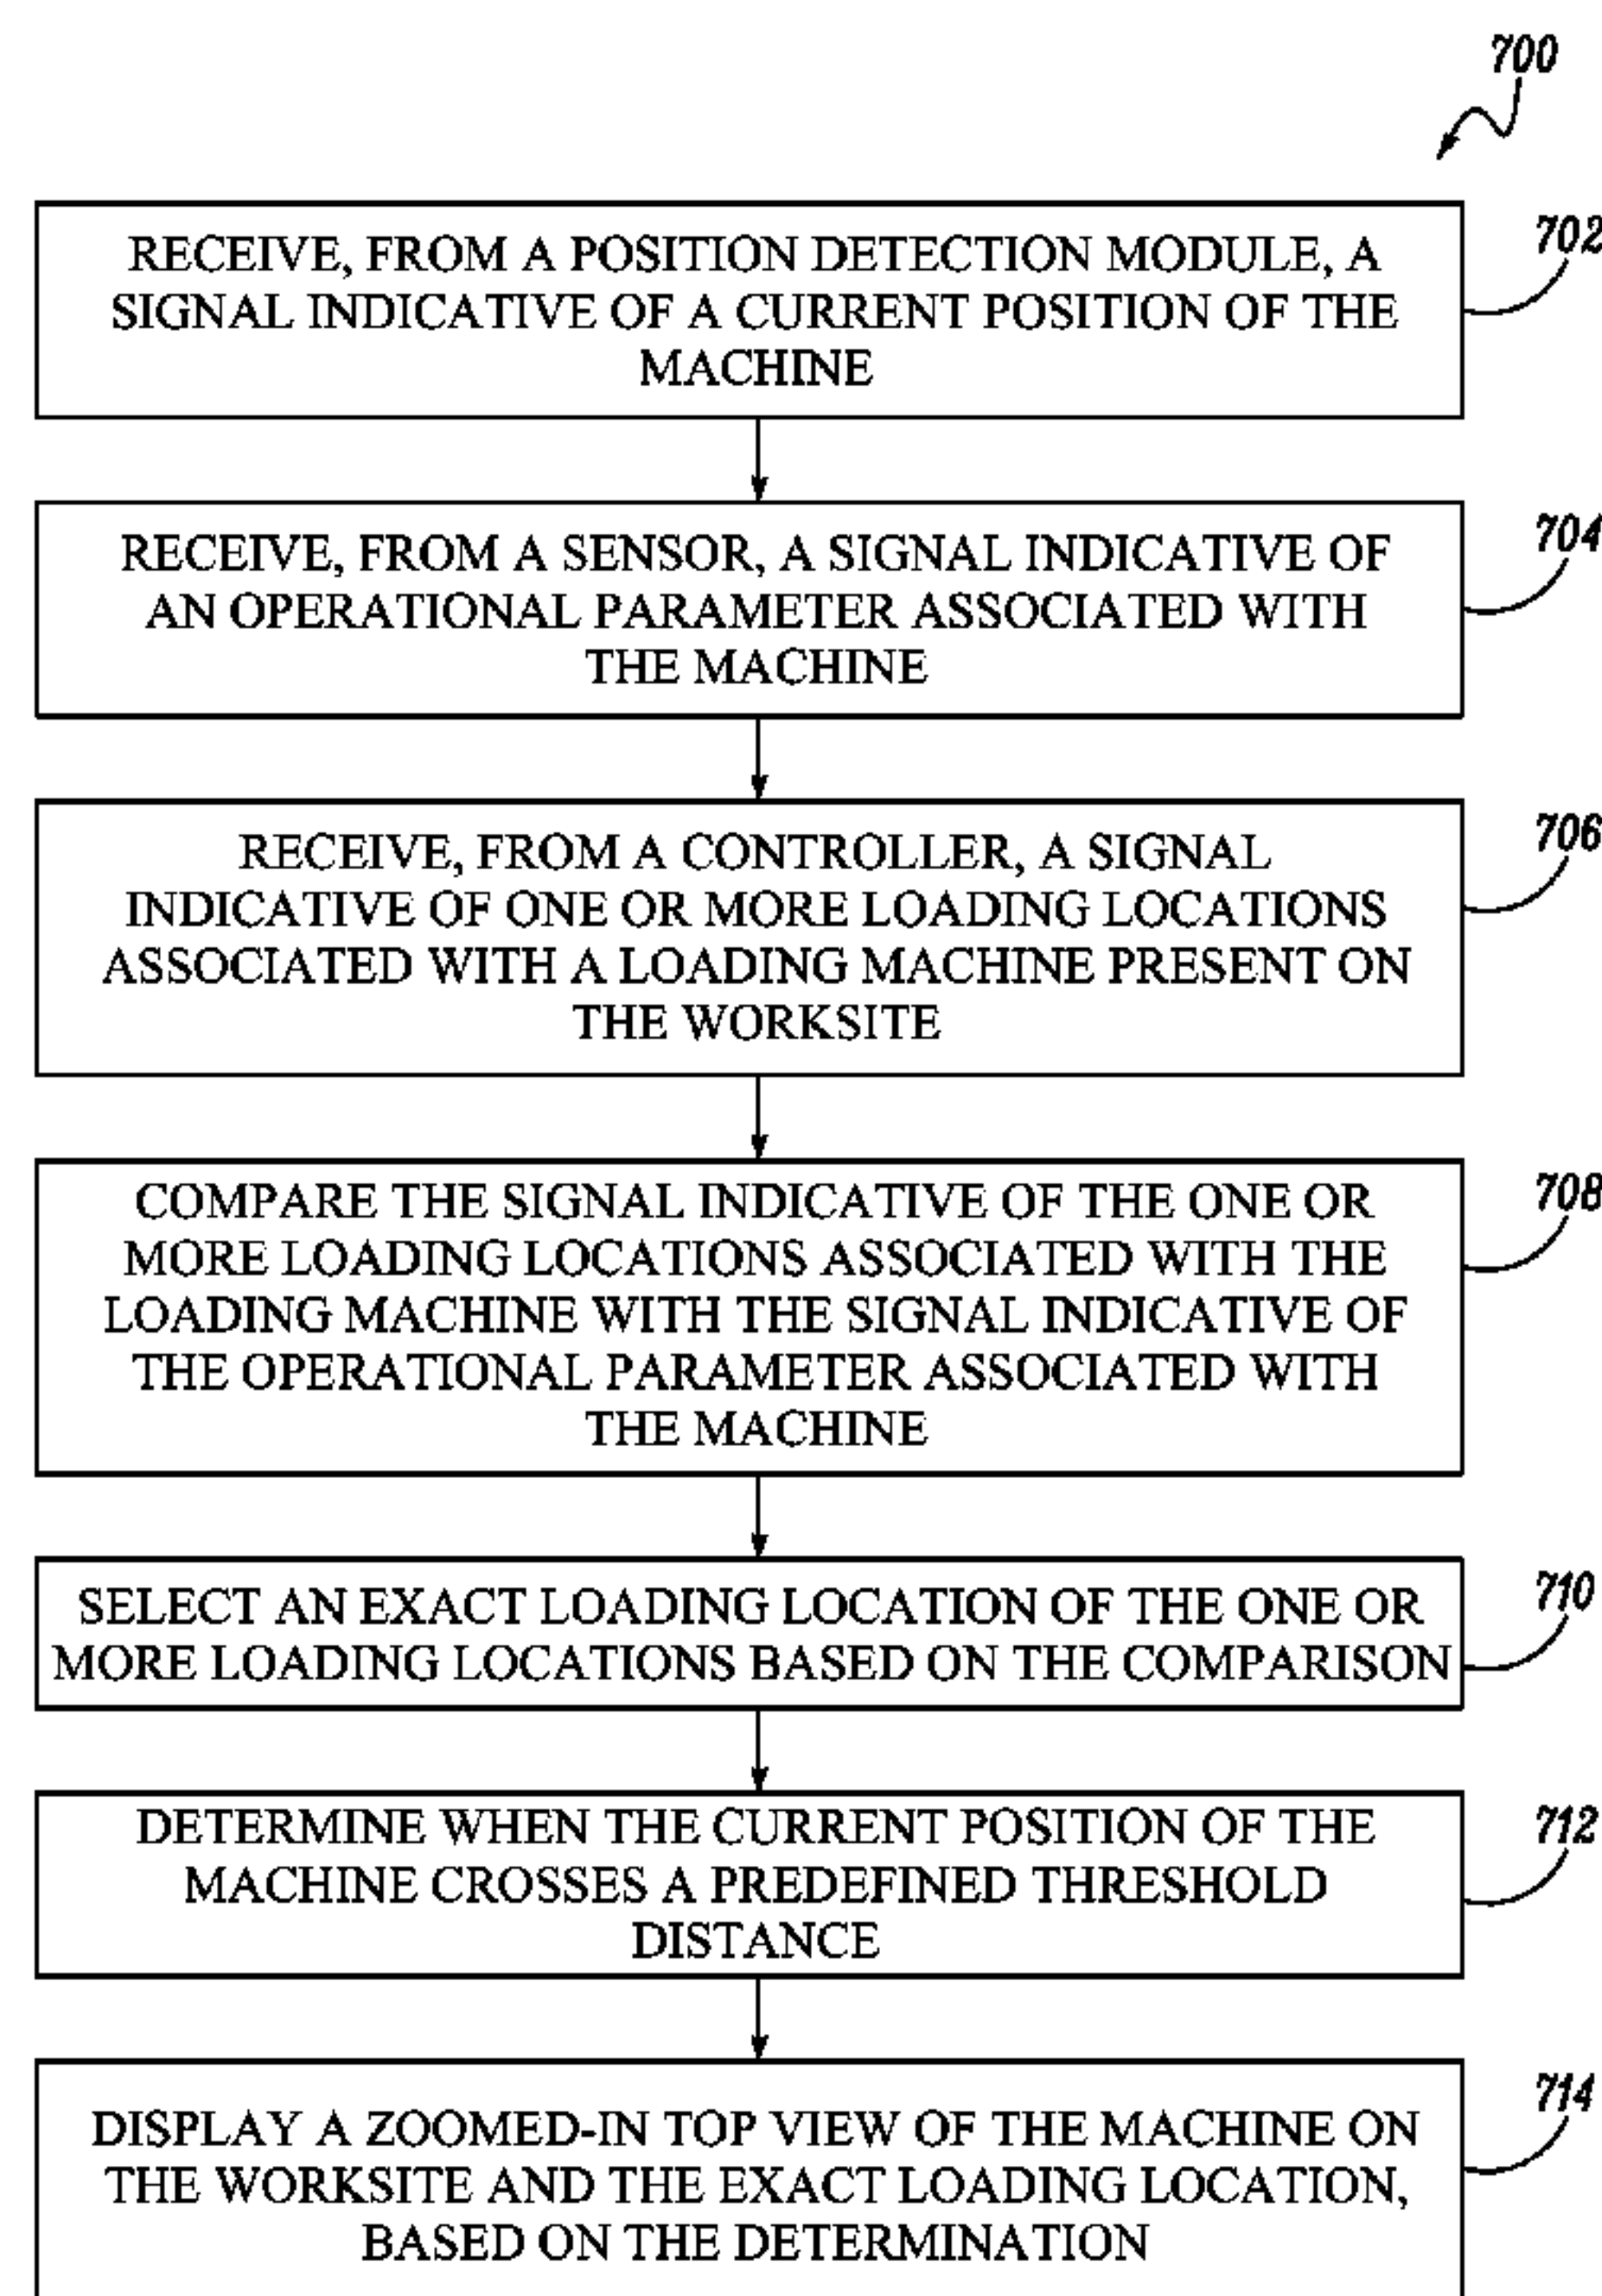 700
702
RECEIVE, FROM A POSITION DETECTION MODULE, A
SIGNAL INDICATIVE OF A CURRENT POSITION OF THE
MACHINE
704
RECEIVE, FROM A SENSOR, A SIGNAL INDICATIVE OF
AN OPERATIONAL PARAMETER ASSOCIATED WITH
THE MACHINE
706
RECEIVE, FROM A CONTROLLER, A SIGNAL
INDICATIVE OF ONE OR MORE LOADING LOCATIONS
ASSOCIATED WITH A LOADING MACHINE PRESENT ON
THE WORKSITE
708
COMPARE THE SIGNAL INDICATIVE OF THE ONE OR
MORE LOADING LOCATIONS ASSOCIATED WITH THE
LOADING MACHINE WITH THE SIGNAL INDICATIVE OF
THE OPERATIONAL PARAMETER ASSOCIATED WITH
THE MACHINE
710
SELECT AN EXACT LOADING LOCATION OF THE ONE OR
MORE LOADING LOCATIONS BASED ON THE COMPARISON
712
DETERMINE WHEN THE CURRENT POSITION OF THE
MACHINE CROSSES A PREDEFINED THRESHOLD
DISTANCE
714
DISPLAY A ZOOMED-IN TOP VIEW OF THE MACHINE ON
THE WORKSITE AND THE EXACT LOADING LOCATION,
BASED ON THE DETERMINATION